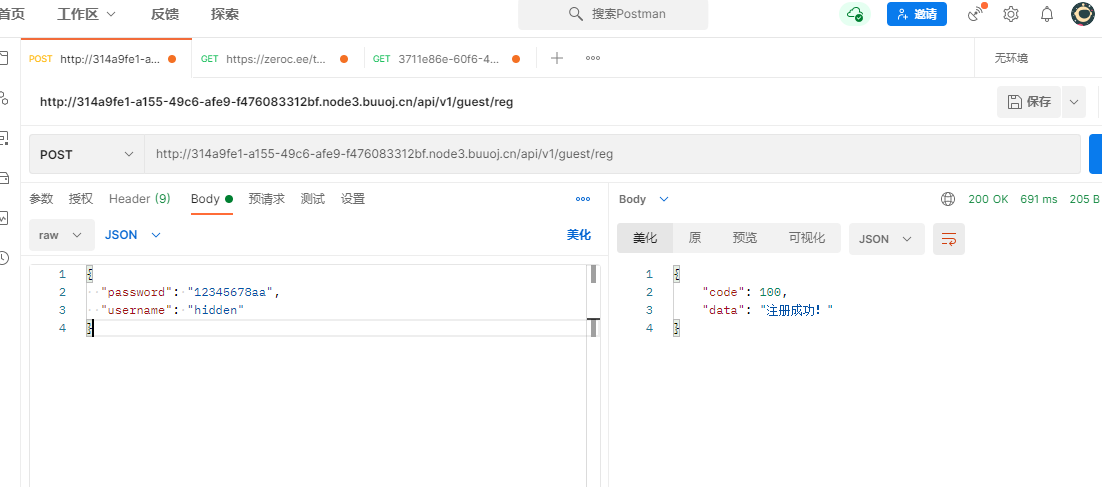 首页 工作区 反馈 探索 搜索Postman 邀请
POST http://314a9fe1-a... GET https://zeroc.ee/t... GET 3711e86e-60f6-4... 无环境
http://314a9fe1-a155-49c6-afe9-f476083312bf.node3.buuoj.cn/api/v1/guest/reg 保存
POST http://314a9fe1-a155-49c6-afe9-f476083312bf.node3.buuoj.cn/api/v1/guest/reg
参数 授权 Header (9) Body 预请求 测试 设置
raw JSON 美化
1 {
2 "password": "12345678aa",
3 "username": "hidden"
4 }
Body 200 OK 691 ms 205 B
美化 原 预览 可视化 JSON
1 {
2 "code": 100,
3 "data": "注册成功！"
4 }